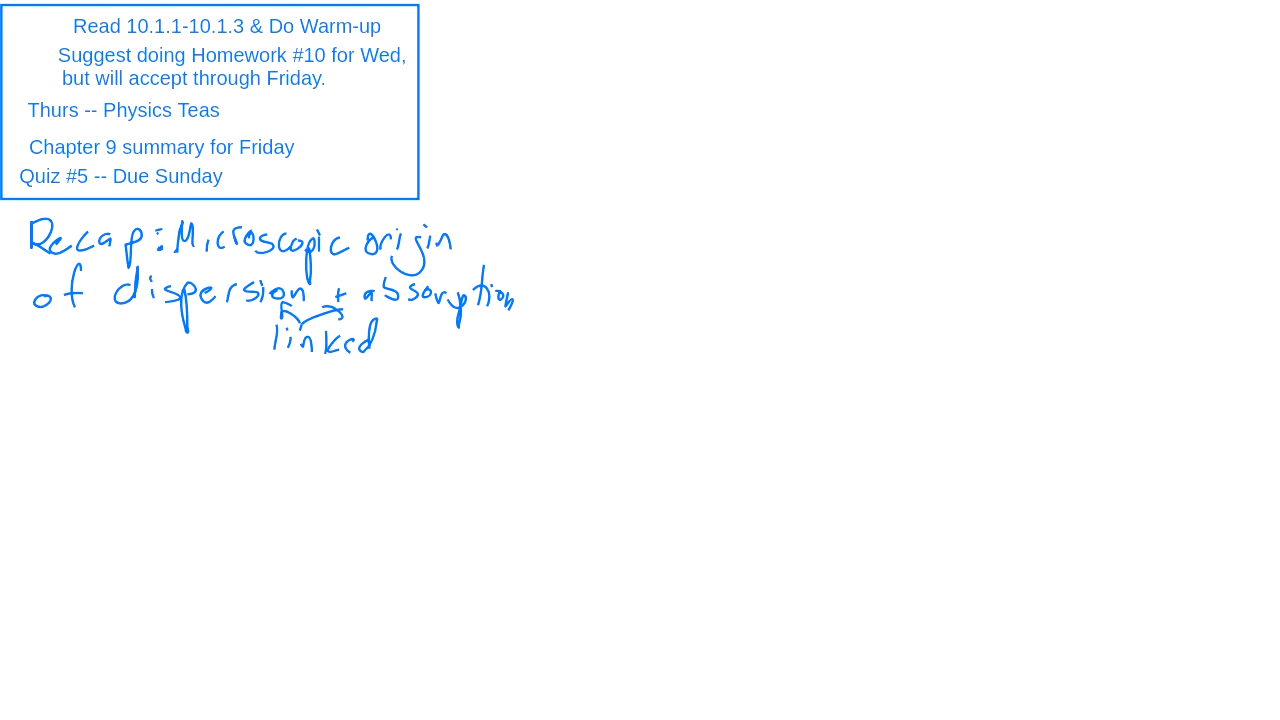 Read 10.1.1-10.1.3 & Do Warm-up
Suggest doing Homework #10 for Wed,
but will accept through Friday.
Thurs -- Physics Teas
Chapter 9 summary for Friday
Quiz #5 -- Due Sunday
Recap: Microscopic origin
of dispersion + absorption
linked